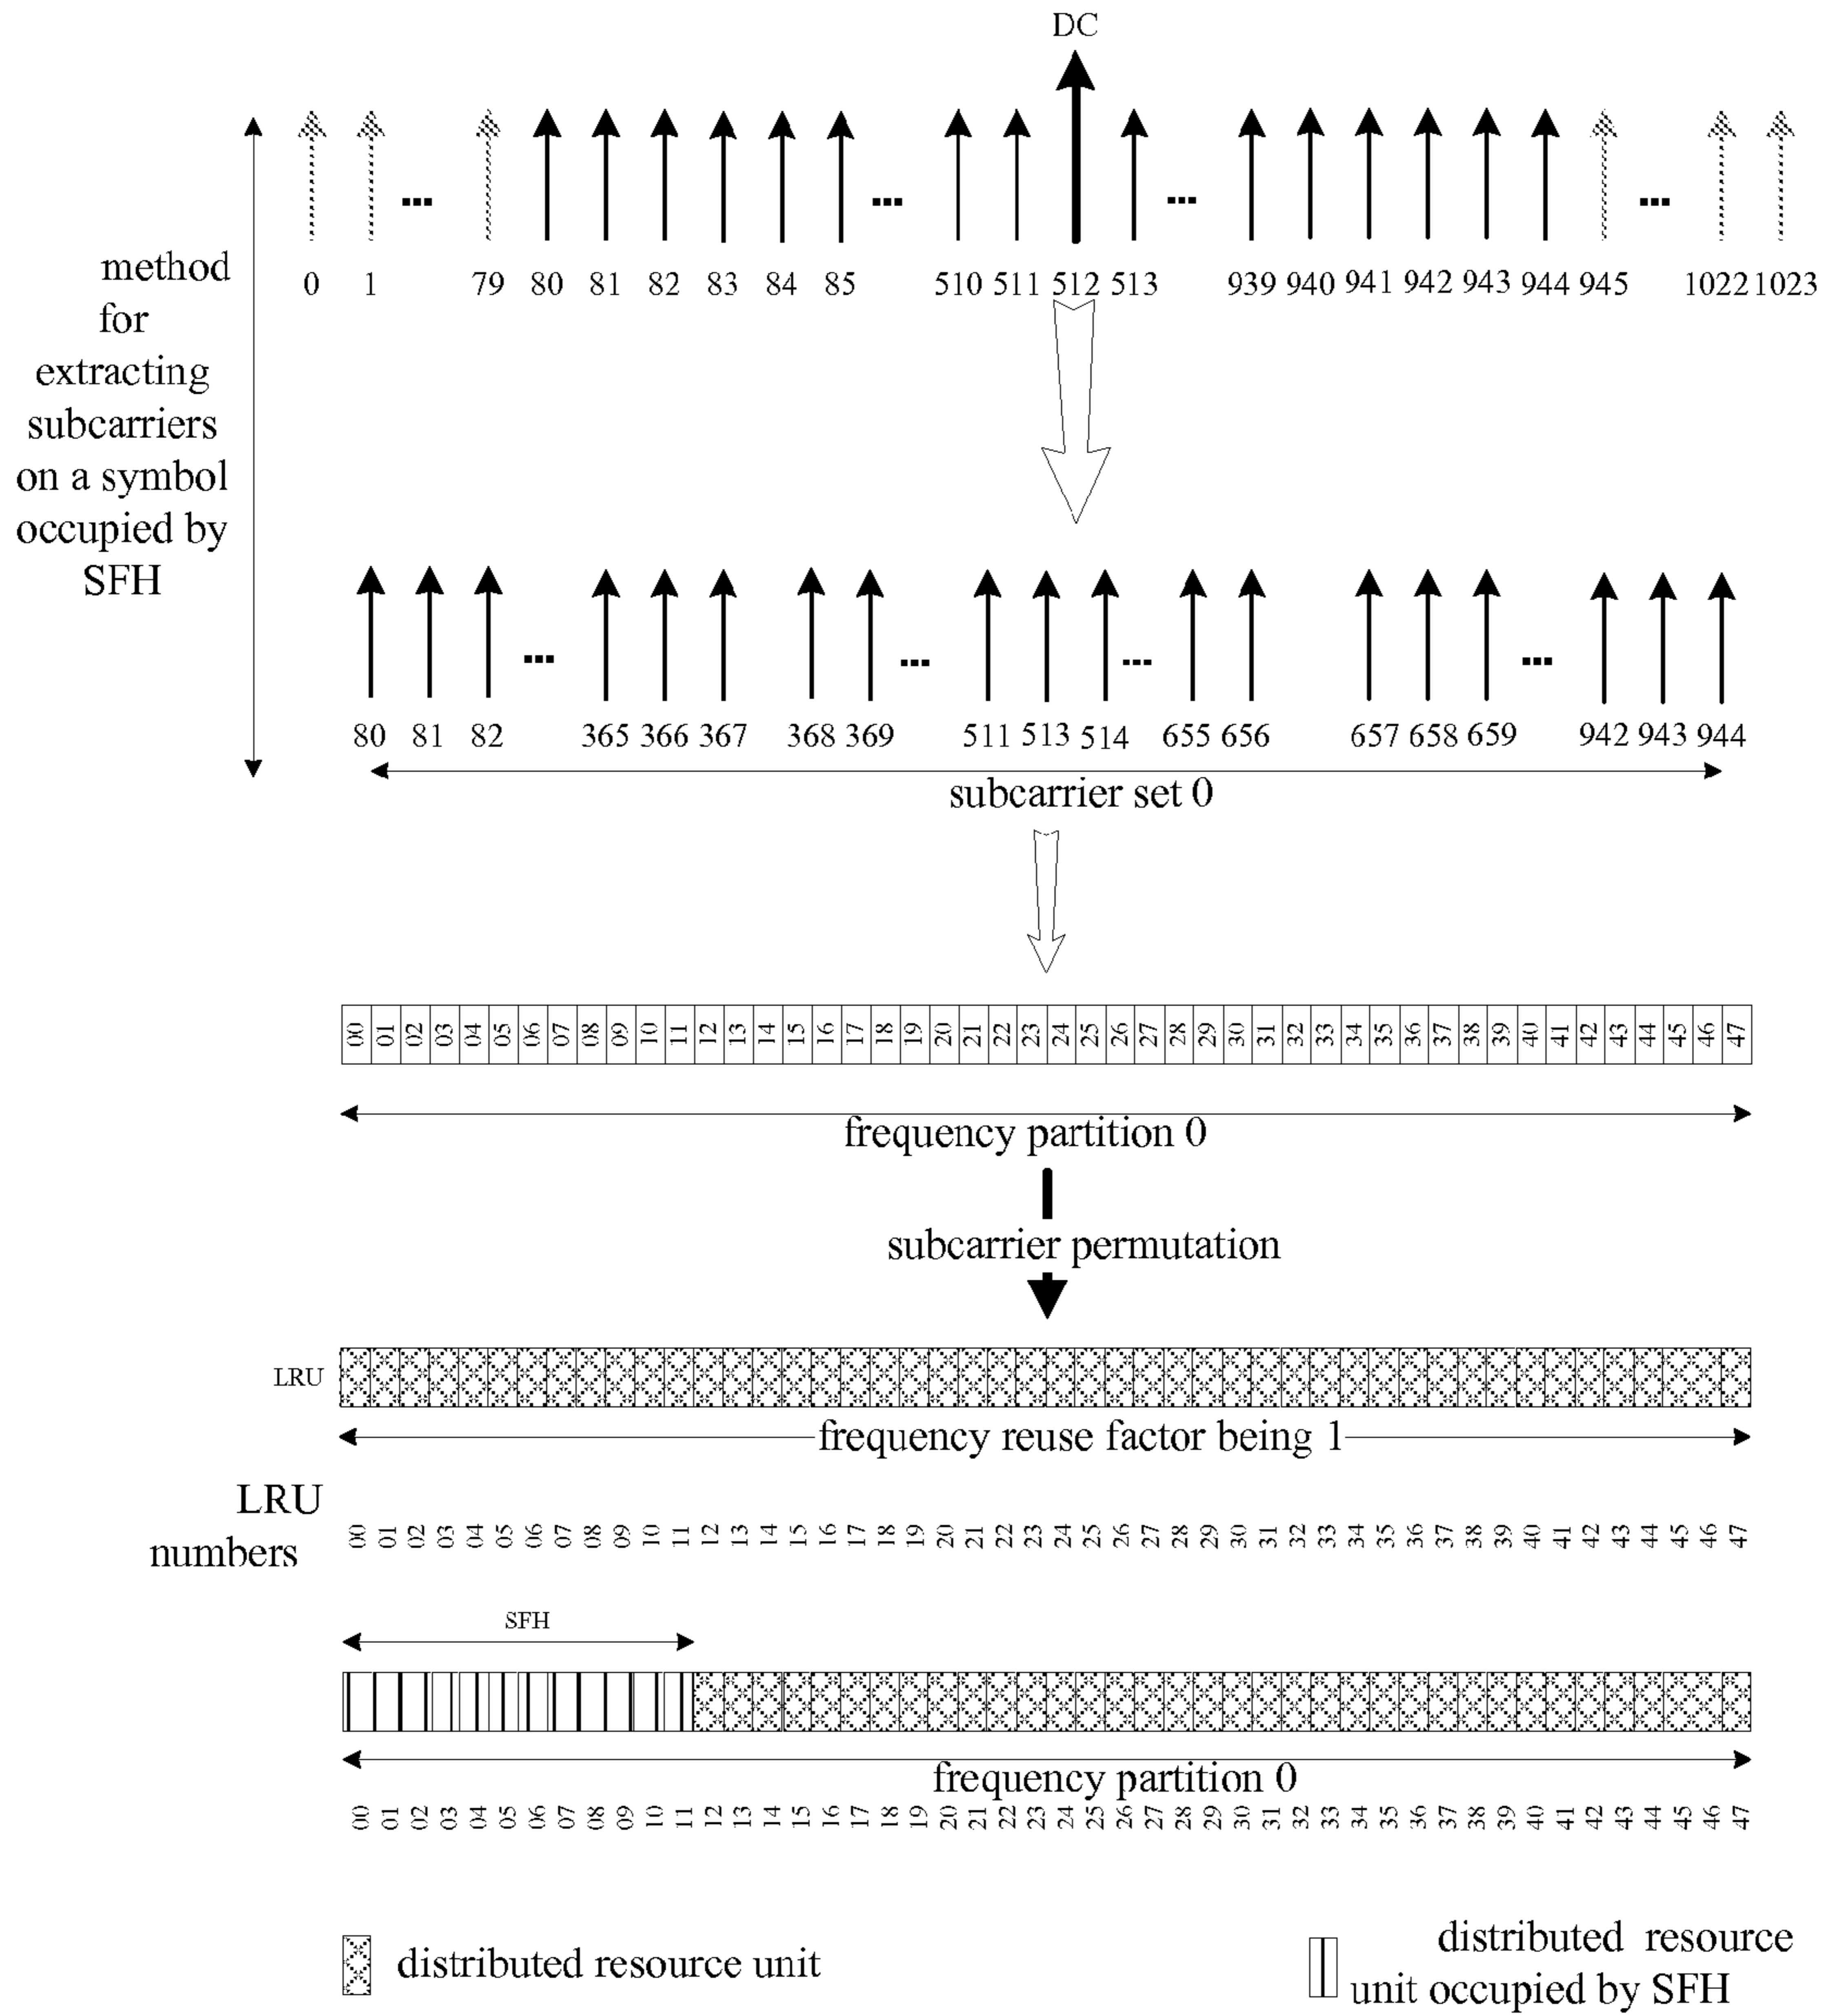 DC
0 1 ... 79 80 81 82 83 84 85 ... 510 511 512 513 ... 939 940 941 942 943 944 945 ... 1022 1023
method
for
extracting
subcarriers
on a symbol
occupied by
SFH
80 81 82 ... 365 366 367 368 369 ... 511 513 514 ... 655 656 657 658 659 ... 942 943 944
subcarrier set 0
00 01 02 03 04 05 06 07 08 09 10 11 12 13 14 15 16 17 18 19 20 21 22 23 24 25 26 27 28 29 30 31 32 33 34 35 36 37 38 39 40 41 42 43 44 45 46 47
frequency partition 0
subcarrier permutation
LRU
frequency reuse factor being 1
LRU
numbers
00 01 02 03 04 05 06 07 08 09 10 11 12 13 14 15 16 17 18 19 20 21 22 23 24 25 26 27 28 29 30 31 32 33 34 35 36 37 38 39 40 41 42 43 44 45 46 47
SFH
frequency partition 0
00 01 02 03 04 05 06 07 08 09 10 11 12 13 14 15 16 17 18 19 20 21 22 23 24 25 26 27 28 29 30 31 32 33 34 35 36 37 38 39 40 41 42 43 44 45 46 47
distributed resource unit
distributed resource
unit occupied by SFH